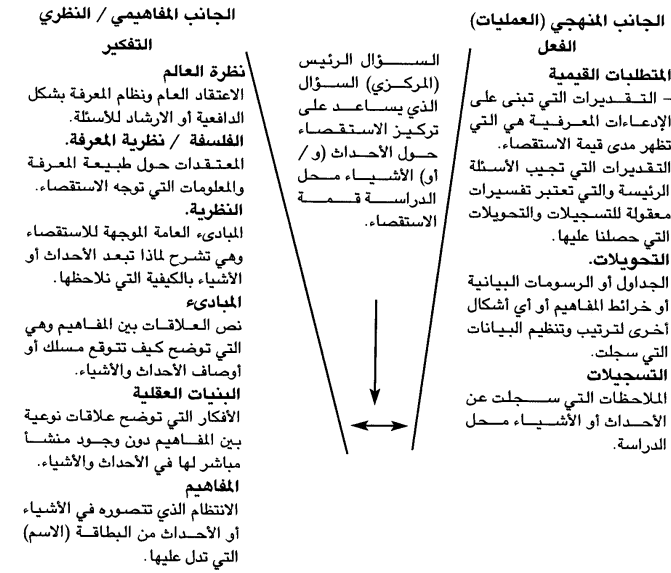 الجانب المنهجي (العمليات)
الفعل
المتطلبات القيمية
– التقديرات التي تبنى على
الإدعاءات المعرفية هي التي
تظهر مدى قيمة الاستقصاء.
التقديرات التي تجيب الأسئلة
الرئيسة والتي تعتبر تفسيرات
معقولة للتسجيلات والتحويلات
التي حصلنا عليها.
التحويلات.
الجداول أو الرسومات البيانية
أو خرائط المفاهيم أو أي أشكال
أخرى لترتيب وتنظيم البيانات
التي سجلت.
التسجيلات
الملاحظات التي سجلت عن
الأحداث أو الأشياء محل
الدراسة.
السؤال الرئيس
(المركزي) السؤال
الذي يساعد على
تركيز الاستقصاء
حول الأحداث (و /
أو) الأشياء محل
الدراسة قمة
الاستقصاء.
الجانب المفاهيمي / النظري
التفكير
نظرة العالم
الاعتقاد العام ونظام المعرفة بشكل
الدافعية أو الارشاد للأسئلة.
الفلسفة / نظرية المعرفة.
المعتقدات حول طبيعة المعرفة
والمعلومات التي توجه الاستقصاء.
النظرية.
المبادىء العامة الموجهة للاستقصاء
وهي تشرح لماذا تبعد الأحداث أو
الأشياء بالكيفية التي نلاحظها.
المبادىء
نص العلاقات بين المفاهيم وهي
التي توضح كيف تتوقع مسلك أو
أوصاف الأحداث والأشياء.
البنيات العقلية
الأفكار التي توضح علاقات نوعية
بين المفاهيم دون وجود منشأ
مباشر لها في الأحداث والأشياء.
المفاهيم
الانتظام الذي تتصوره في الأشياء
أو الأحداث من البطاقة (الاسم)
التي تدل عليها.